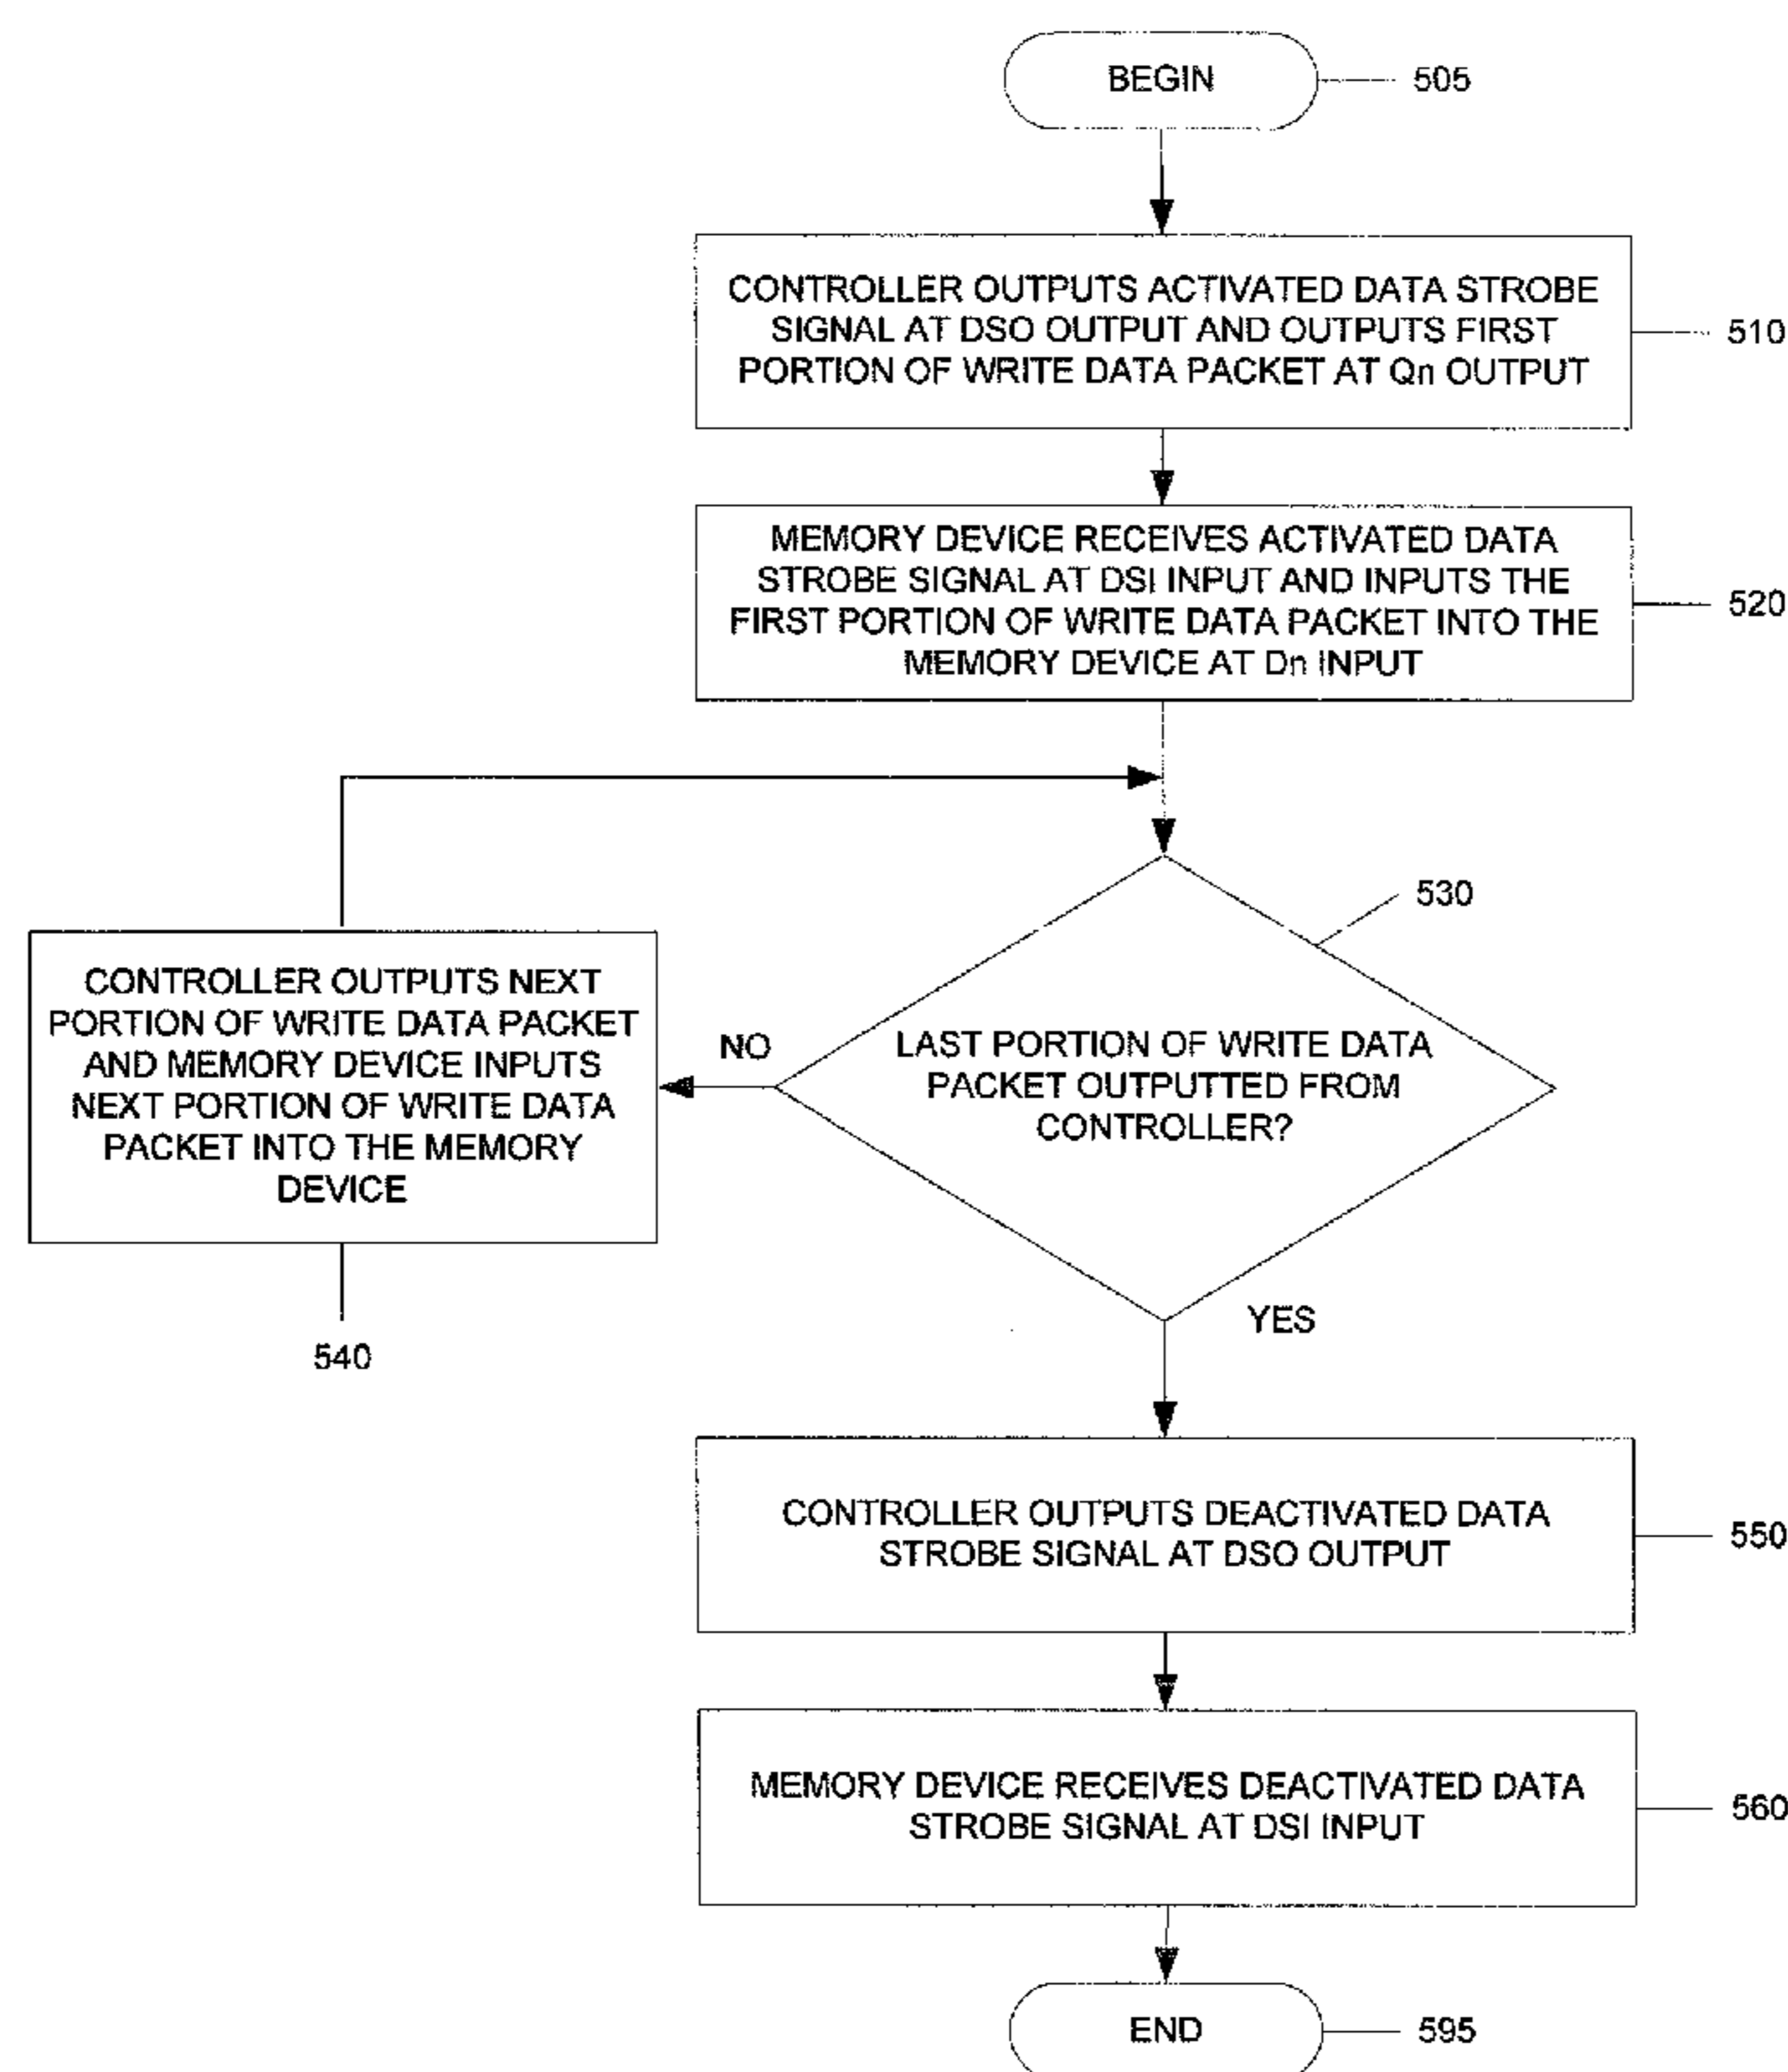 BEGIN
505
CONTROLLER OUTPUTS ACTIVATED DATA STROBE
SIGNAL AT DSO OUTPUT AND OUTPUTS FIRST
PORTION OF WRITE DATA PACKET AT Qn OUTPUT
510
MEMORY DEVICE RECEIVES ACTIVATED DATA
STROBE SIGNAL AT DSI INPUT AND INPUTS THE
FIRST PORTION OF WRITE DATA PACKET INTO THE
MEMORY DEVICE AT Dn INPUT
520
530
LAST PORTION OF WRITE DATA
PACKET OUTPUTTED FROM
CONTROLLER?
NO
CONTROLLER OUTPUTS NEXT
PORTION OF WRITE DATA PACKET
AND MEMORY DEVICE INPUTS
NEXT PORTION OF WRITE DATA
PACKET INTO THE MEMORY
DEVICE
540
YES
CONTROLLER OUTPUTS DEACTIVATED DATA
STROBE SIGNAL AT DSO OUTPUT
550
MEMORY DEVICE RECEIVES DEACTIVATED DATA
STROBE SIGNAL AT DSI INPUT
560
END
595